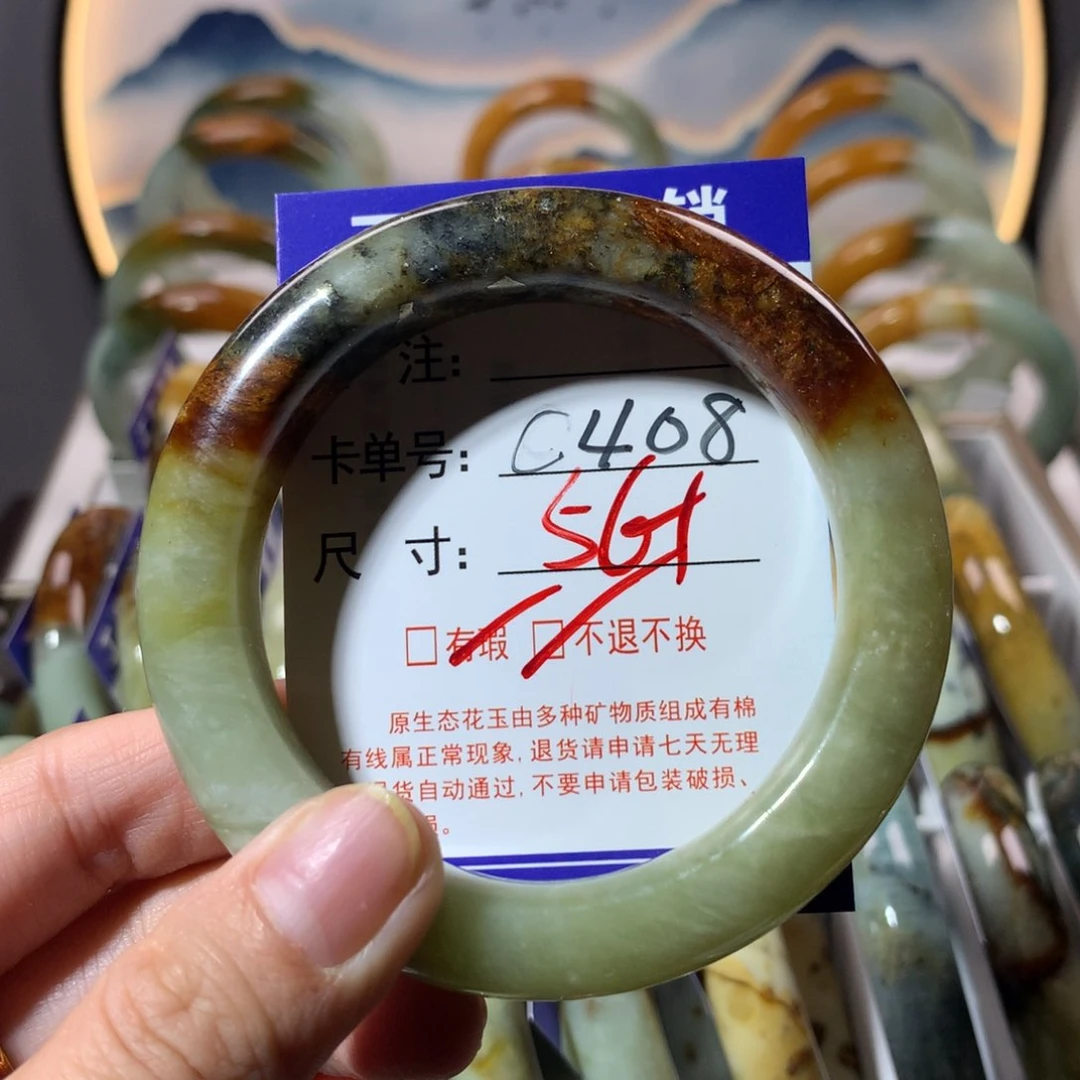 销
注:
卡单号: C408
尺 寸: 56+
□有瑕 □不退不换
原生态花玉由多种矿物质组成有棉
有线属正常现象,退货请申请七天无理
货自动通过,不要申请包装破损、